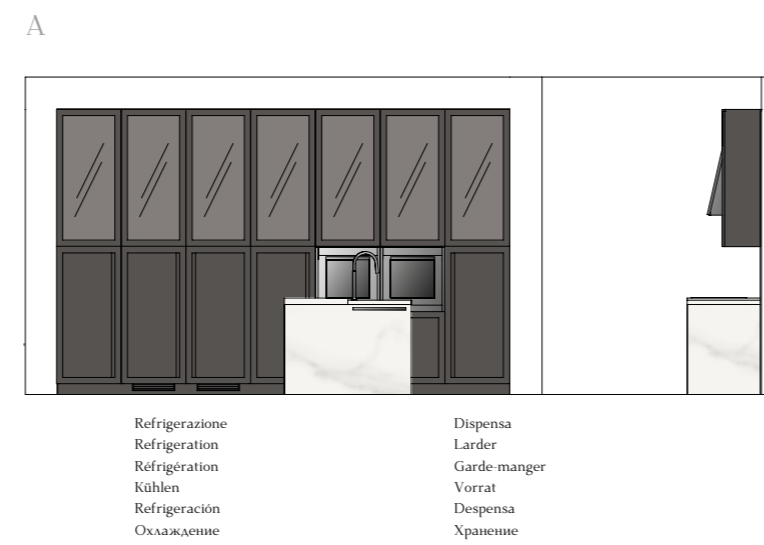 A
Refrigerazione
Refrigeration
Réfrigération
Kühlen
Refrigeración
Охлаждение
Dispensa
Larder
Garde-manger
Vorrat
Despensa
Хранение